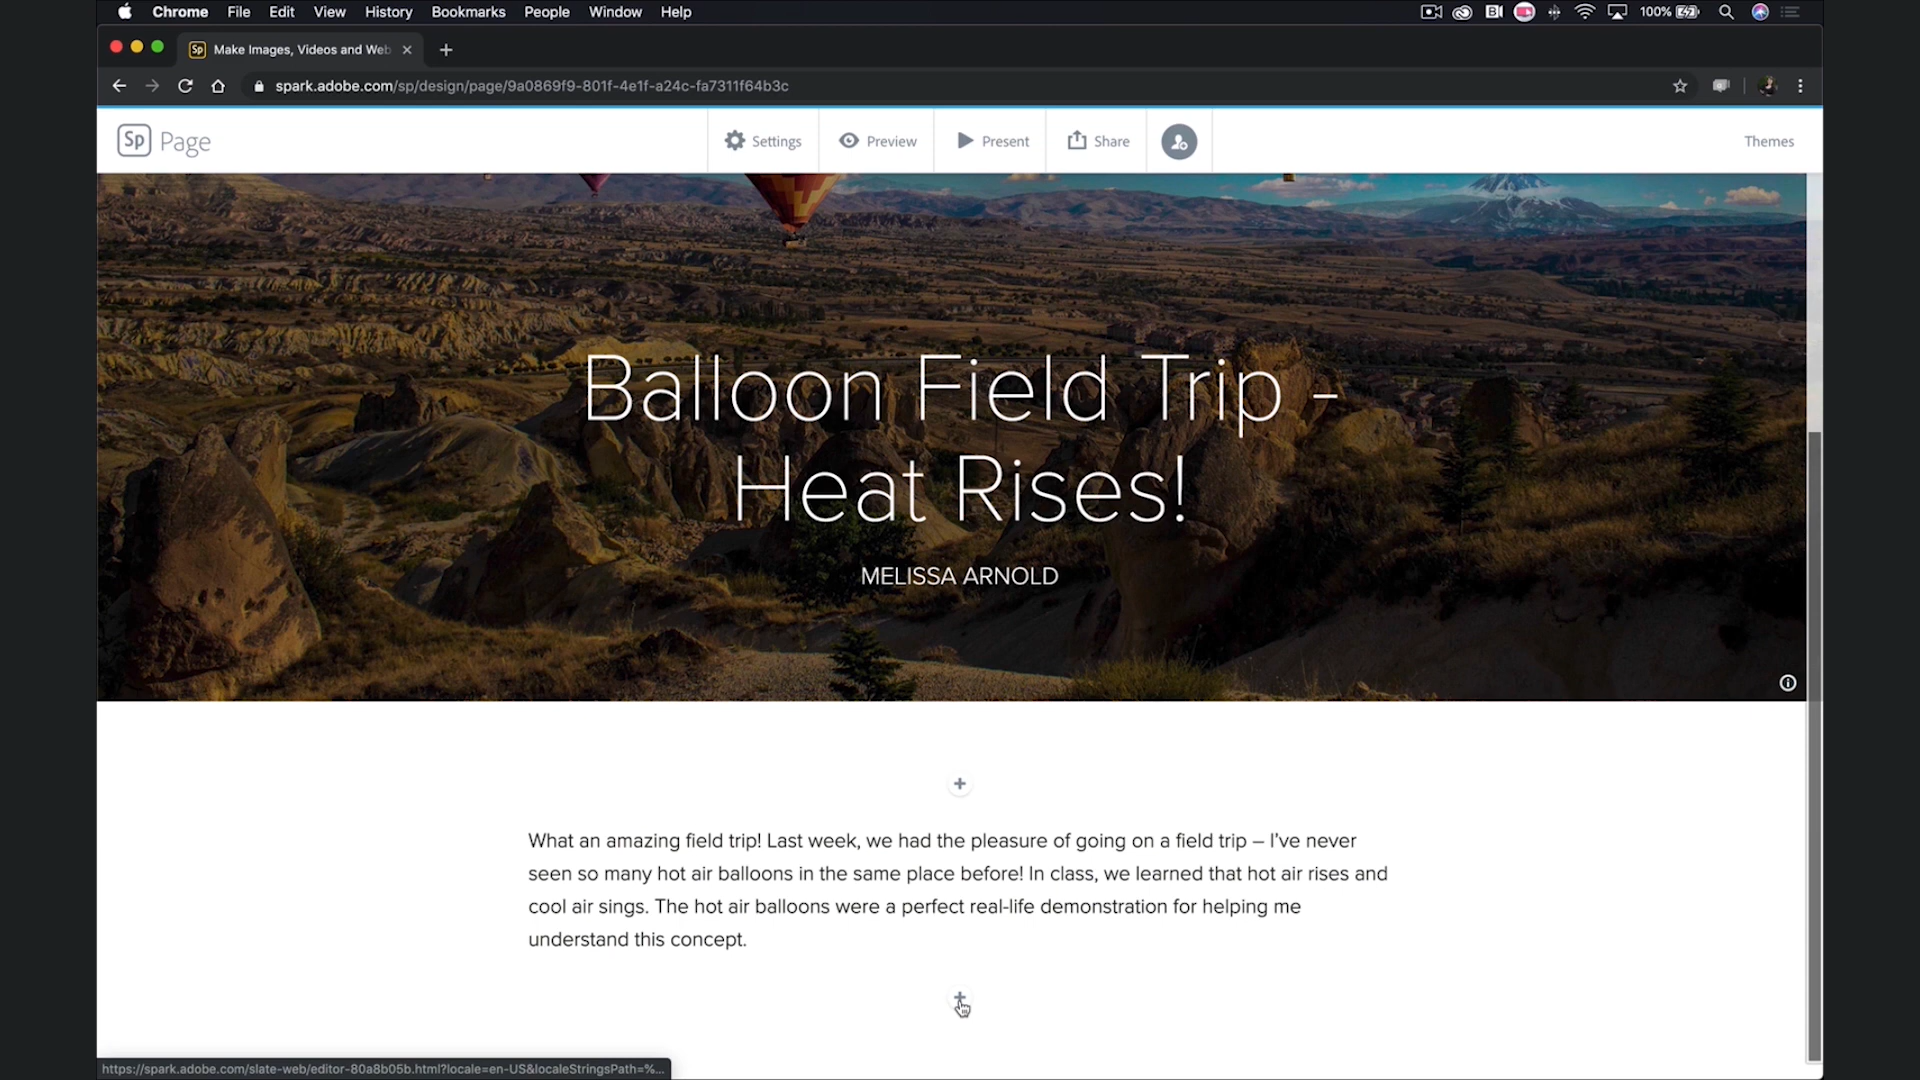 Chrome File Edit View History Bookmarks People Window Help 100%
Sp Make Images, Videos and Web
spark.adobe.com/sp/design/page/9a0869f9-801f-4e1f-a24c-fa7311f64b3c
Sp Page Settings Preview Present Share Themes
Balloon Field Trip -
Heat Rises!
MELISSA ARNOLD
What an amazing field trip! Last week, we had the pleasure of going on a field trip – I've never
seen so many hot air balloons in the same place before! In class, we learned that hot air rises and
cool air sings. The hot air balloons were a perfect real-life demonstration for helping me
understand this concept.
https://spark.adobe.com/slate-web/editor-80a8b05b.html?locale=en-US&localeStringsPath=%...